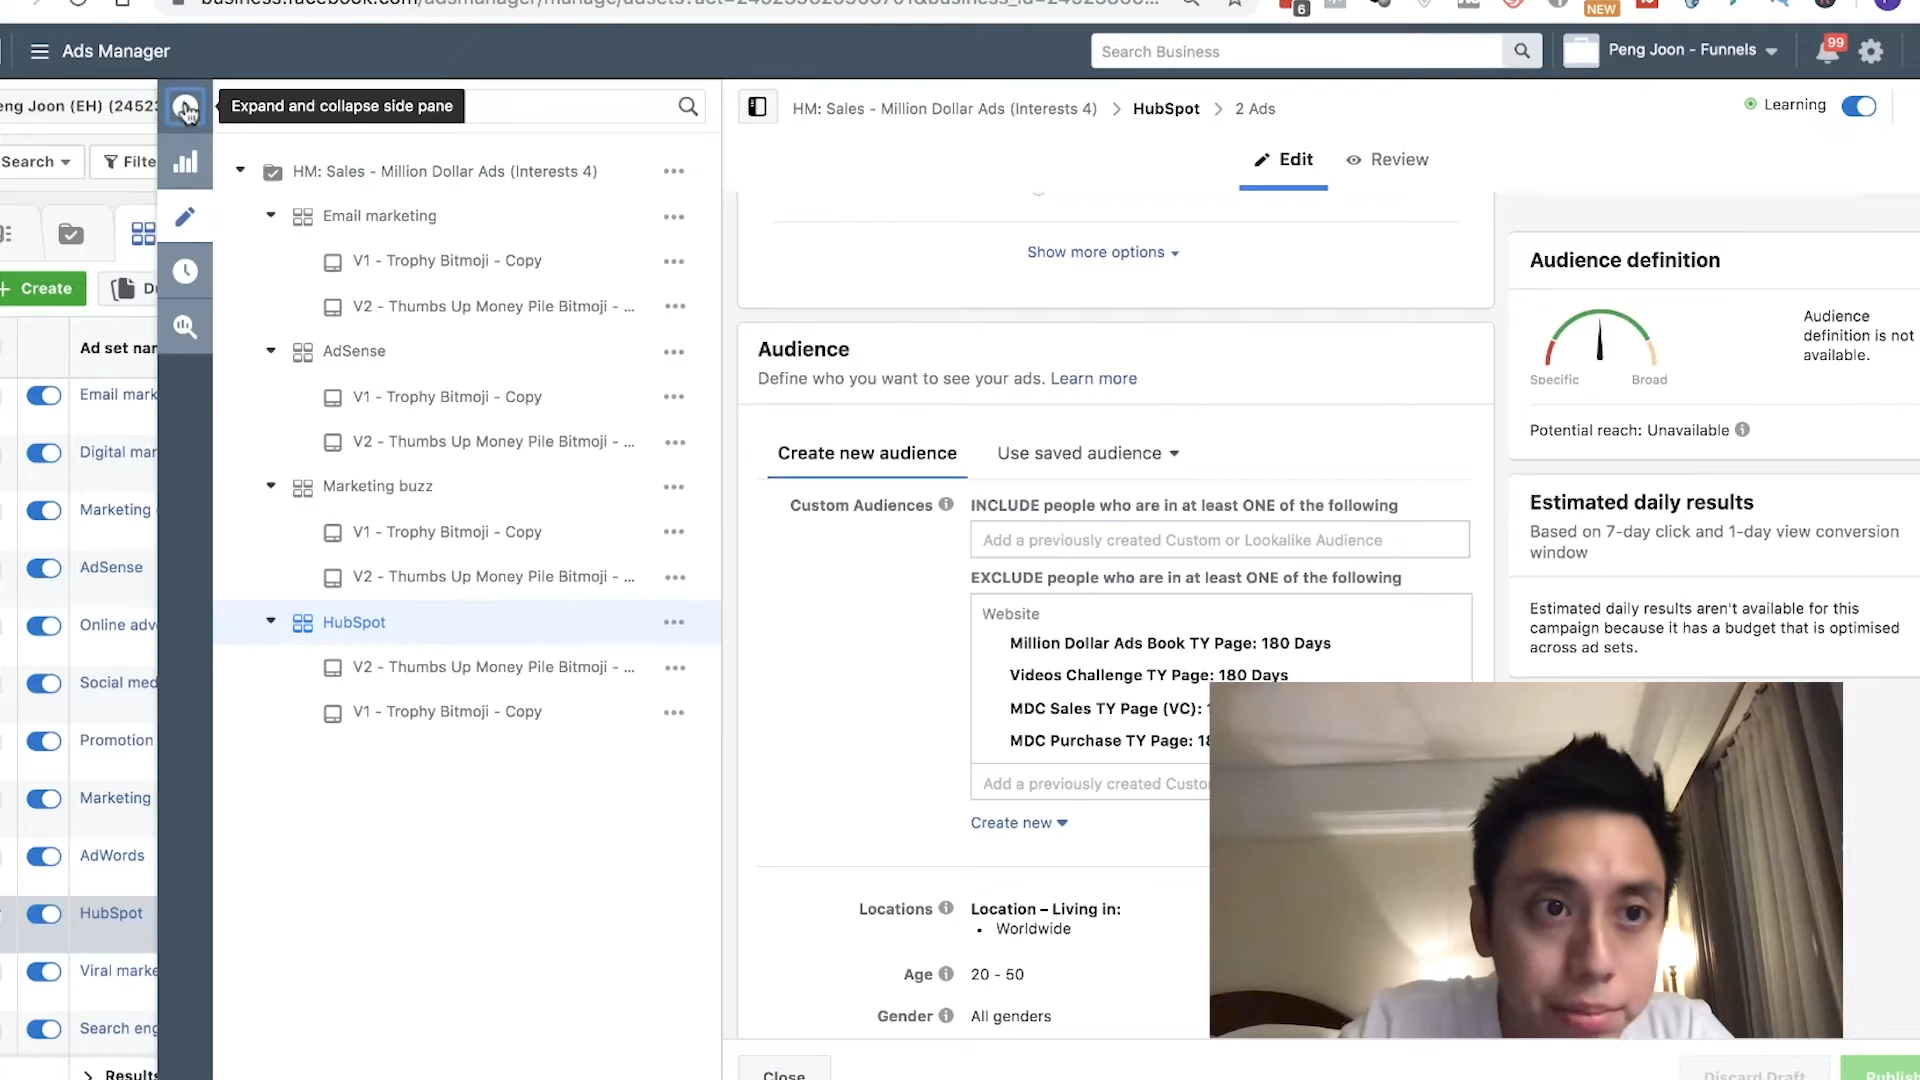 6
NEW
Ads Manager
Search Business
Peng Joon - Funnels
99
eng Joon (EH) (2452
Expand and collapse side pane
HM: Sales - Million Dollar Ads (Interests 4)
HubSpot
2 Ads
Learning
Search
Filte
Edit
Review
HM: Sales - Million Dollar Ads (Interests 4)
Email marketing
V1 - Trophy Bitmoji - Copy
V2 - Thumbs Up Money Pile Bitmoji - ...
AdSense
V1 - Trophy Bitmoji - Copy
V2 - Thumbs Up Money Pile Bitmoji - ...
Marketing buzz
V1 - Trophy Bitmoji - Copy
V2 - Thumbs Up Money Pile Bitmoji - ...
HubSpot
V2 - Thumbs Up Money Pile Bitmoji - ...
V1 - Trophy Bitmoji - Copy
+ Create
Du
Ad set nar
Email mark
Digital mar
Marketing
AdSense
Online adv
Social med
Promotion
Marketing
AdWords
HubSpot
Viral marke
Search eng
Results
Show more options
Audience
Define who you want to see your ads. Learn more
Create new audience
Use saved audience
Custom Audiences
INCLUDE people who are in at least ONE of the following
Add a previously created Custom or Lookalike Audience
EXCLUDE people who are in at least ONE of the following
Website
Million Dollar Ads Book TY Page: 180 Days
Videos Challenge TY Page: 180 Days
MDC Sales TY Page (VC): 1
MDC Purchase TY Page: 18
Add a previously created Custo
Create new
Locations
Location – Living in:
• Worldwide
Age
20 - 50
Gender
All genders
Close
Discard Draft
Publish
Audience definition
Specific
Broad
Audience
definition is not
available.
Potential reach: Unavailable
Estimated daily results
Based on 7-day click and 1-day view conversion
window
Estimated daily results aren't available for this
campaign because it has a budget that is optimised
across ad sets.